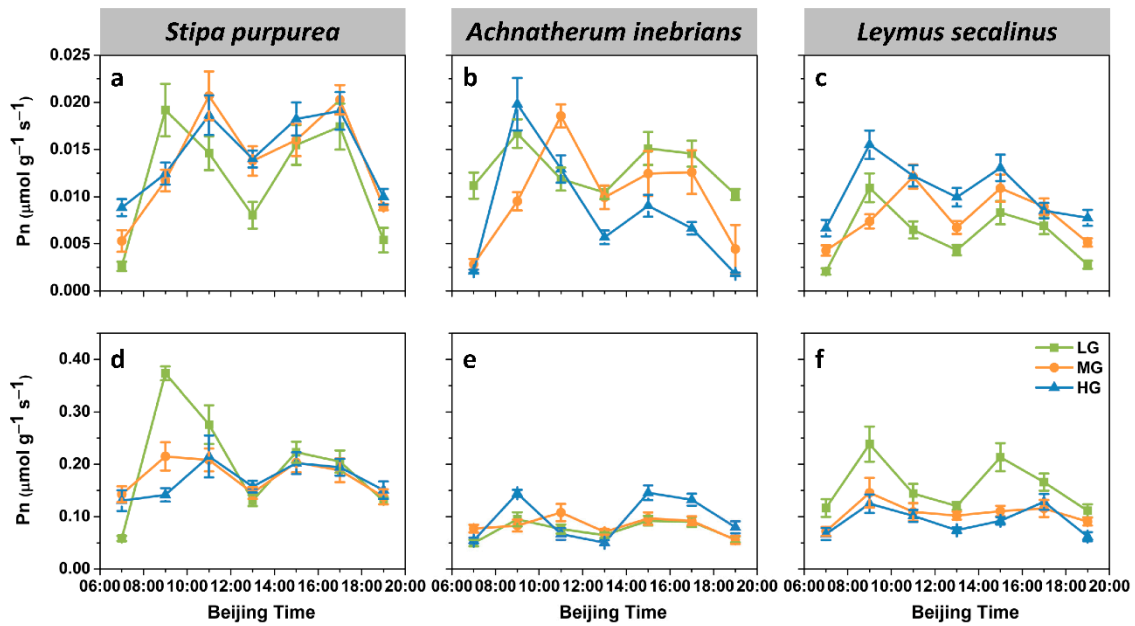 Stipa purpurea Achnatherum inebrians Leymus secalinus
0.025
0.020
0.015
0.010
0.005
0.000
Pn (μmol g⁻¹ s⁻¹)
a
b
c
0.40
0.30
0.20
0.10
0.00
Pn (μmol g⁻¹ s⁻¹)
d
e
f
LG
MG
HG
06:00 08:00 10:00 12:00 14:00 16:00 18:00 20:00
06:00 08:00 10:00 12:00 14:00 16:00 18:00 20:00
06:00 08:00 10:00 12:00 14:00 16:00 18:00 20:00
Beijing Time Beijing Time Beijing Time